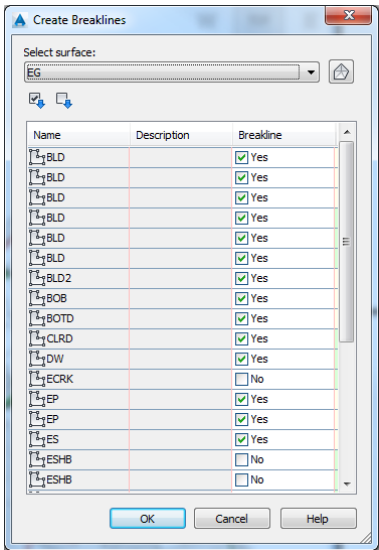 Create Breaklines
Select surface:
EG
Name Description Breakline
BLD Yes
BLD Yes
BLD Yes
BLD Yes
BLD Yes
BLD Yes
BLD2 Yes
BOB Yes
BOTD Yes
CLRD Yes
DW Yes
ECRK No
EP Yes
EP Yes
ES Yes
ESHB No
ESHB No
OK Cancel Help